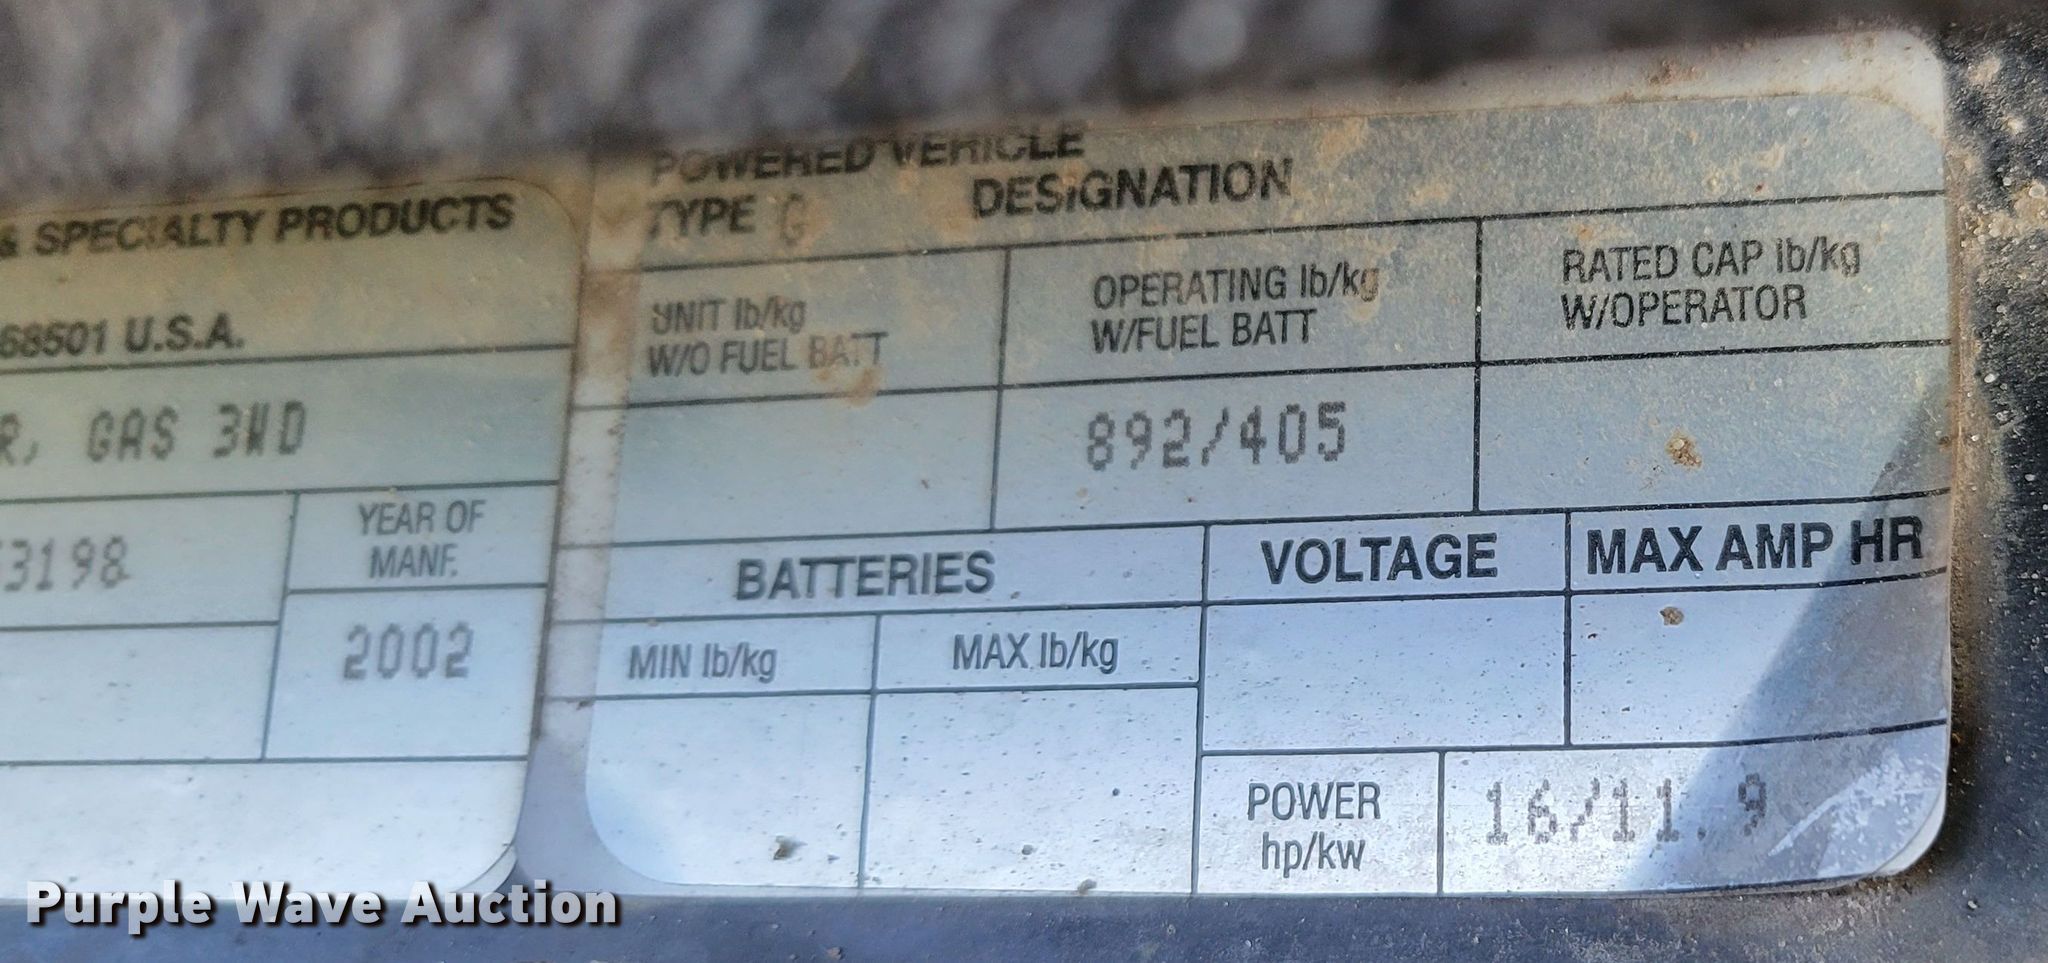 & SPECIALTY PRODUCTS
68501 U.S.A.
R, GAS 3WD
3198
YEAR OF
MANF.
2002
POWERED VEHICLE
TYPE G DESIGNATION
UNIT lb/kg
W/O FUEL BATT
OPERATING lb/kg
W/FUEL BATT
RATED CAP lb/kg
W/OPERATOR
892/405
BATTERIES
VOLTAGE
MAX AMP HR
MIN lb/kg
MAX lb/kg
POWER
hp/kw
16/11.9
Purple Wave Auction